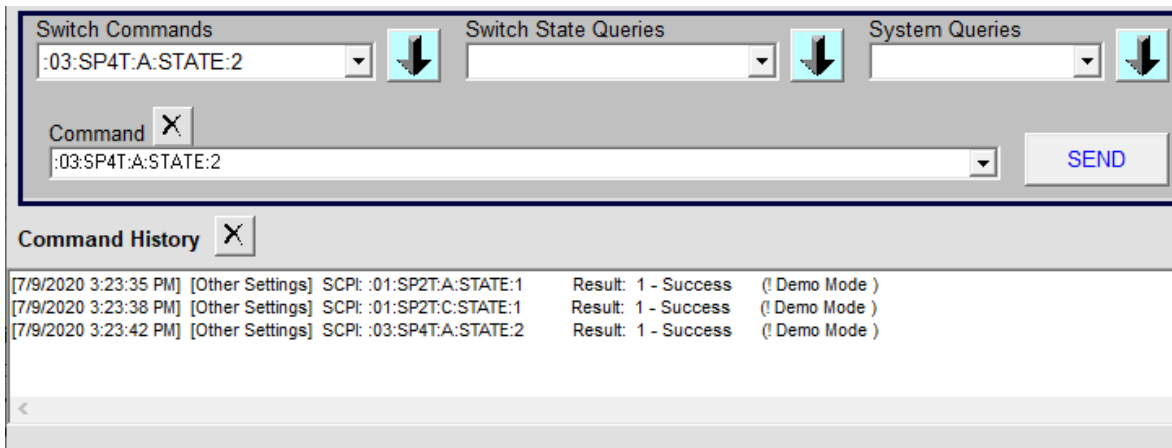 Switch Commands Switch State Queries System Queries
:03:SP4T:A:STATE:2
Command X
:03:SP4T:A:STATE:2 SEND
Command History X
[7/9/2020 3:23:35 PM] [Other Settings] SCPI: :01:SP2T:A:STATE:1 Result: 1 - Success (! Demo Mode )
[7/9/2020 3:23:38 PM] [Other Settings] SCPI: :01:SP2T:C:STATE:1 Result: 1 - Success (! Demo Mode )
[7/9/2020 3:23:42 PM] [Other Settings] SCPI: :03:SP4T:A:STATE:2 Result: 1 - Success (! Demo Mode )